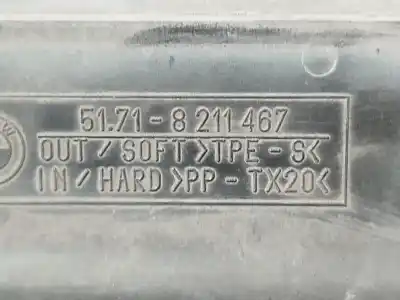 51.71-8 211 467
OUT/SOFT>TPE-S<
IN/HARD>PP-TX20<